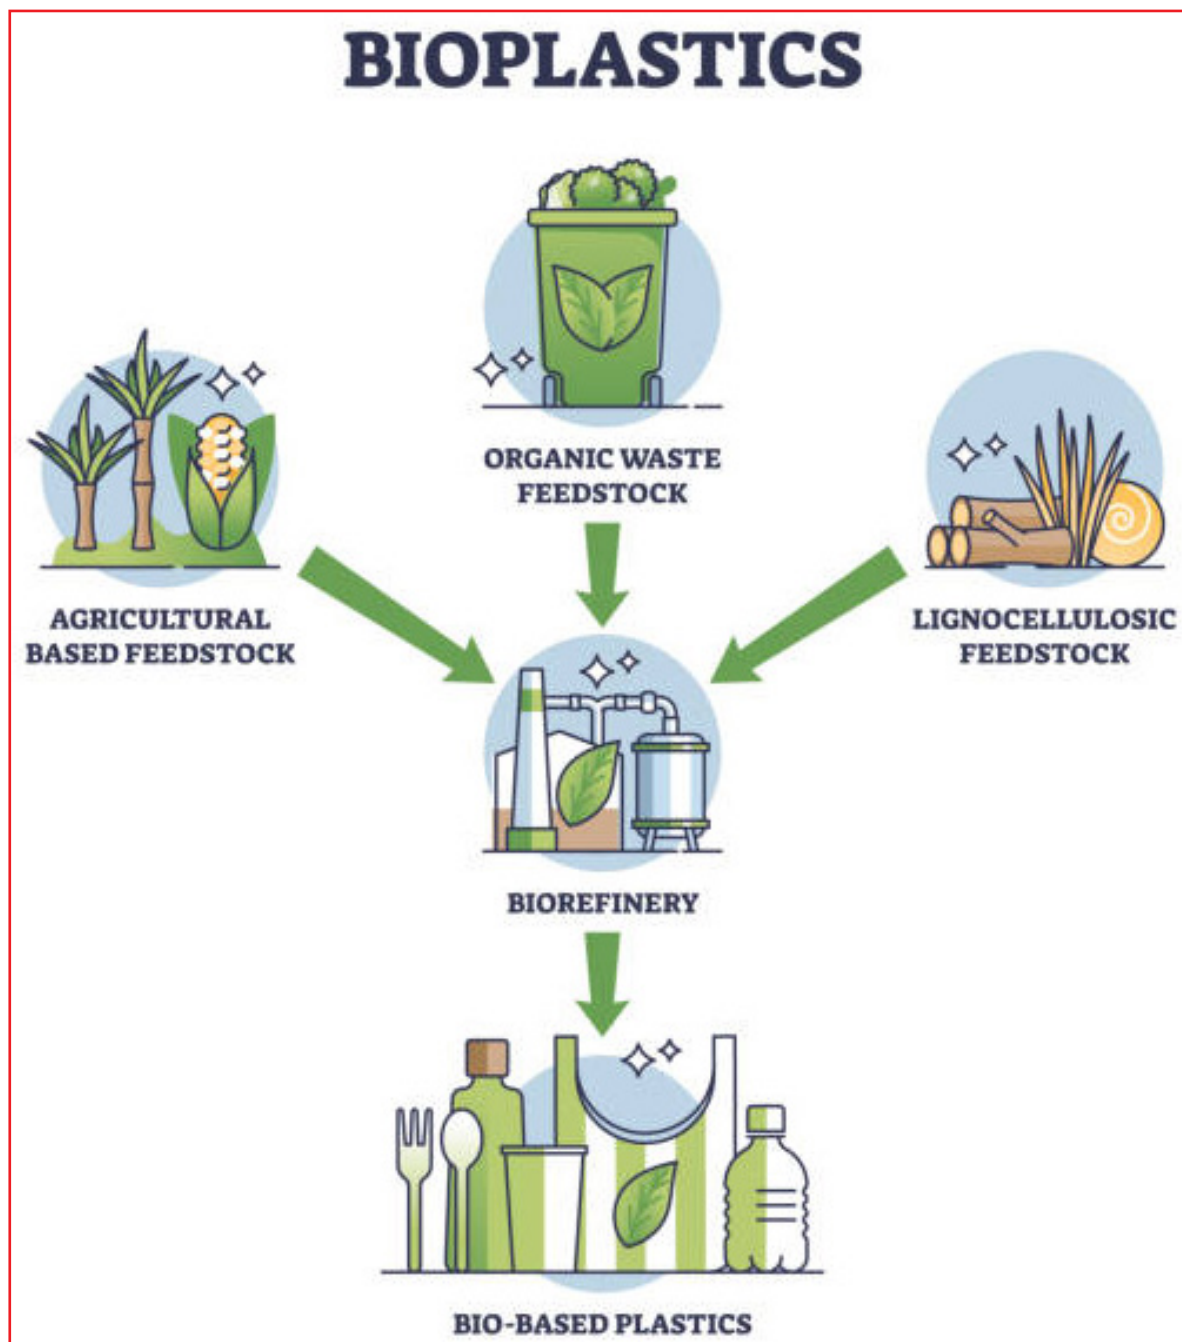 BIOPLASTICS
ORGANIC WASTE
FEEDSTOCK
AGRICULTURAL
BASED FEEDSTOCK
LIGNOCELLULOSIC
FEEDSTOCK
BIOREFINERY
BIO-BASED PLASTICS